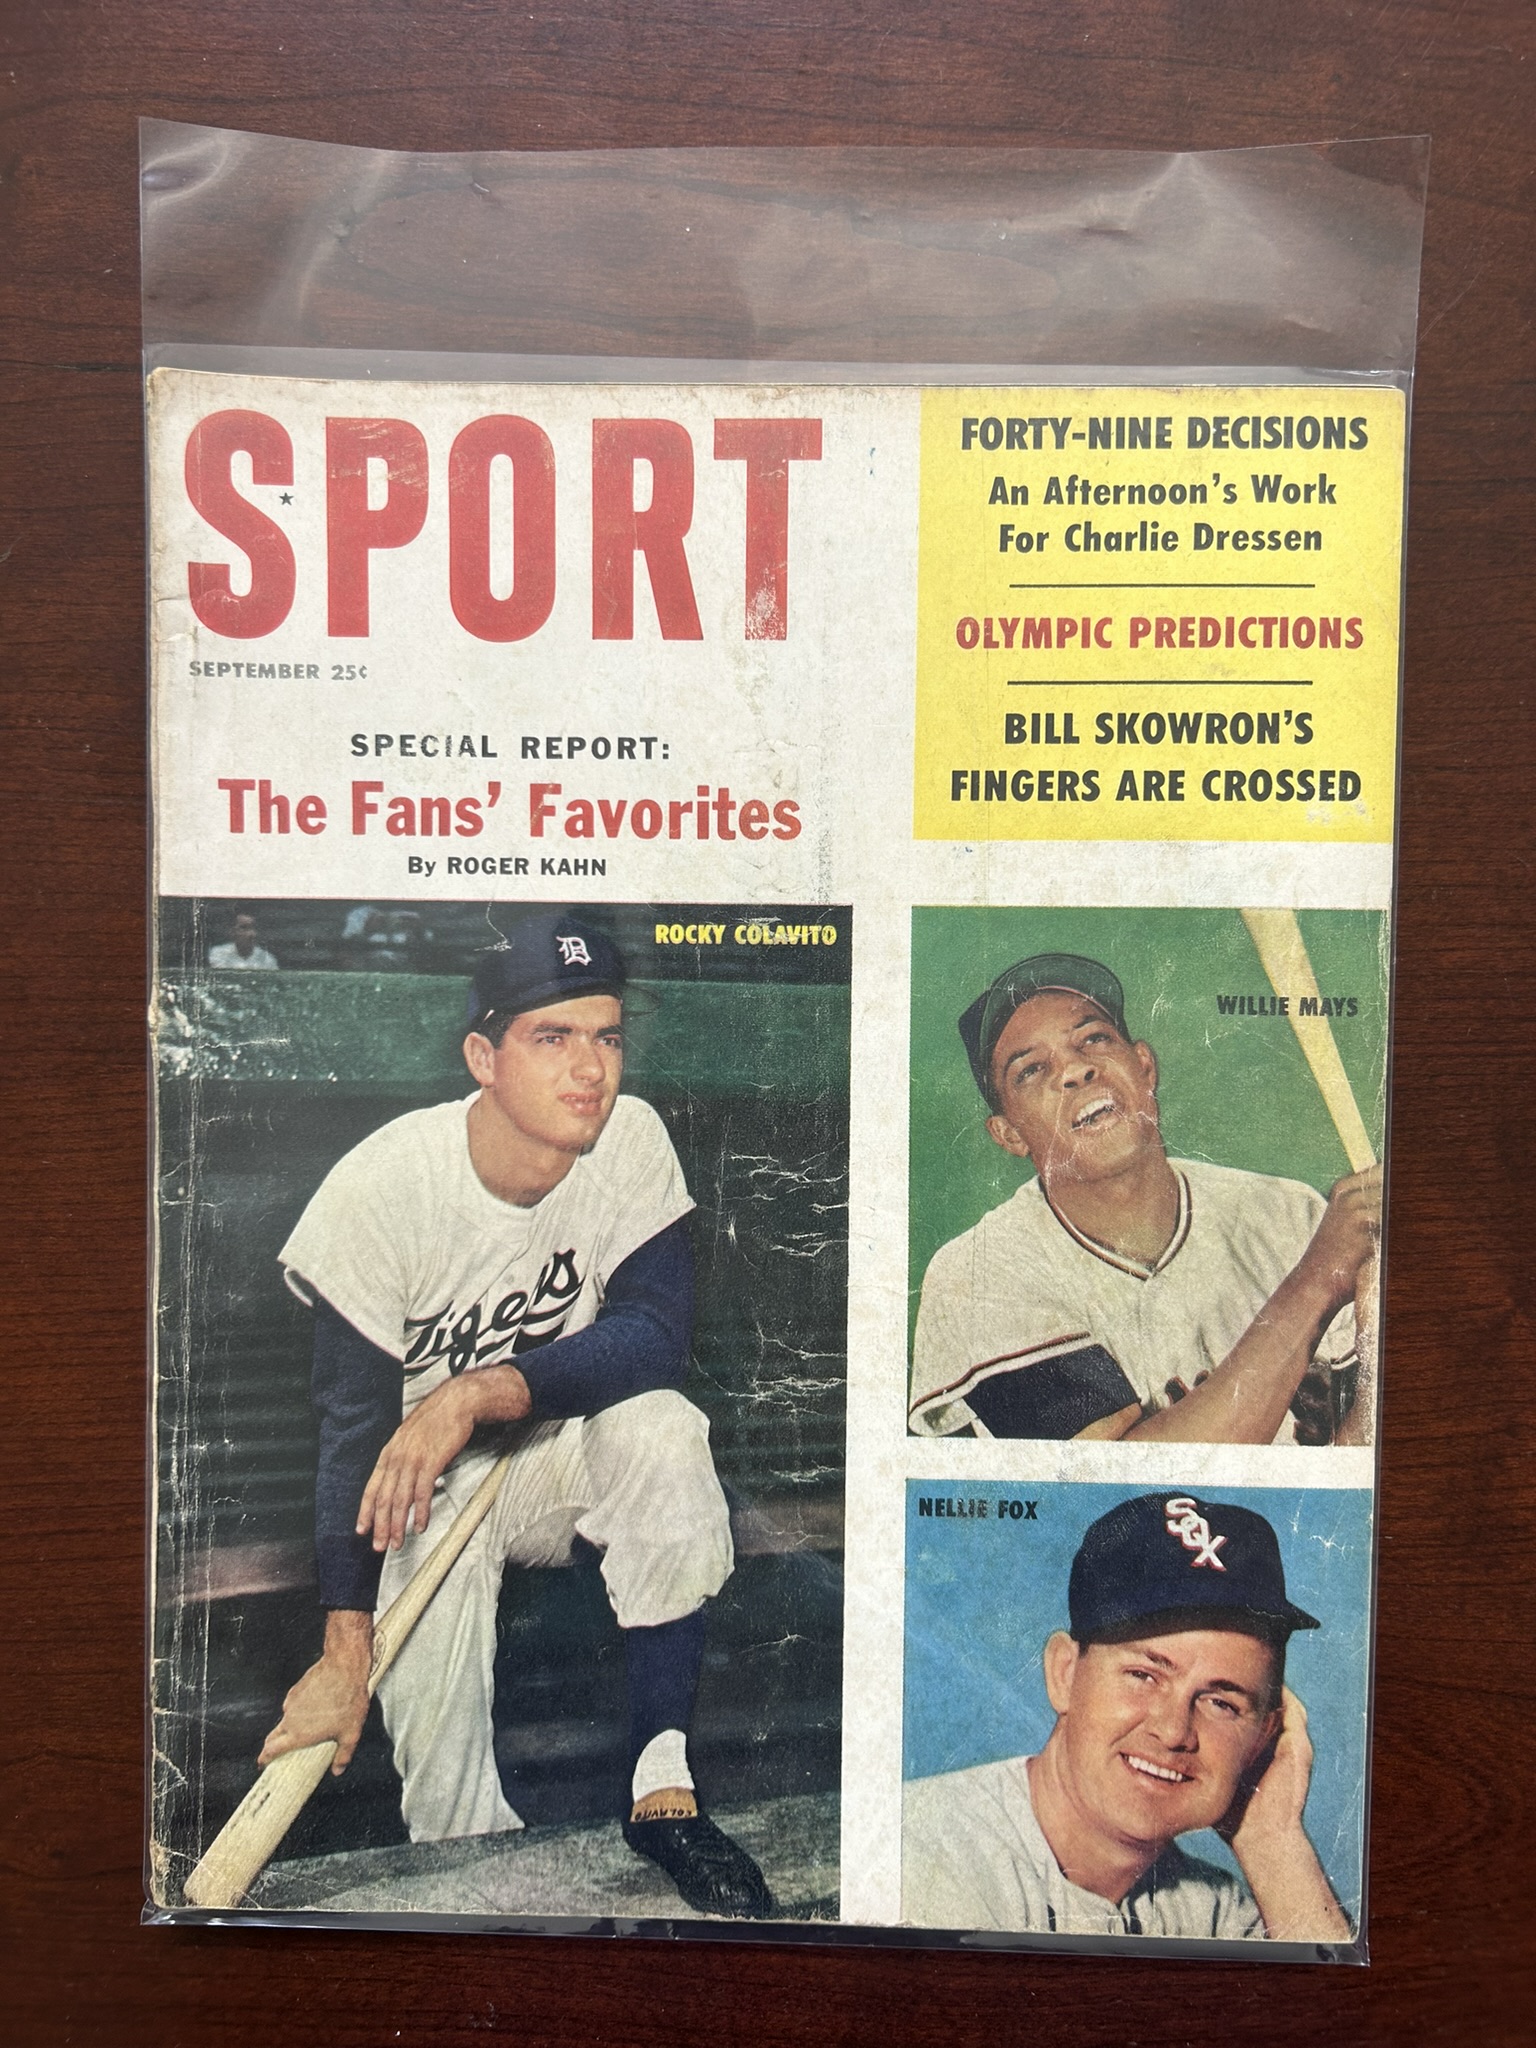 SPORT
SEPTEMBER 25¢
SPECIAL REPORT:
The Fans' Favorites
By ROGER KAHN
FORTY-NINE DECISIONS
An Afternoon's Work
For Charlie Dressen
OLYMPIC PREDICTIONS
BILL SKOWRON'S
FINGERS ARE CROSSED
ROCKY COLAVITO
D
Tigers
COLAVITO
WILLIE MAYS
NELLIE FOX
SOX